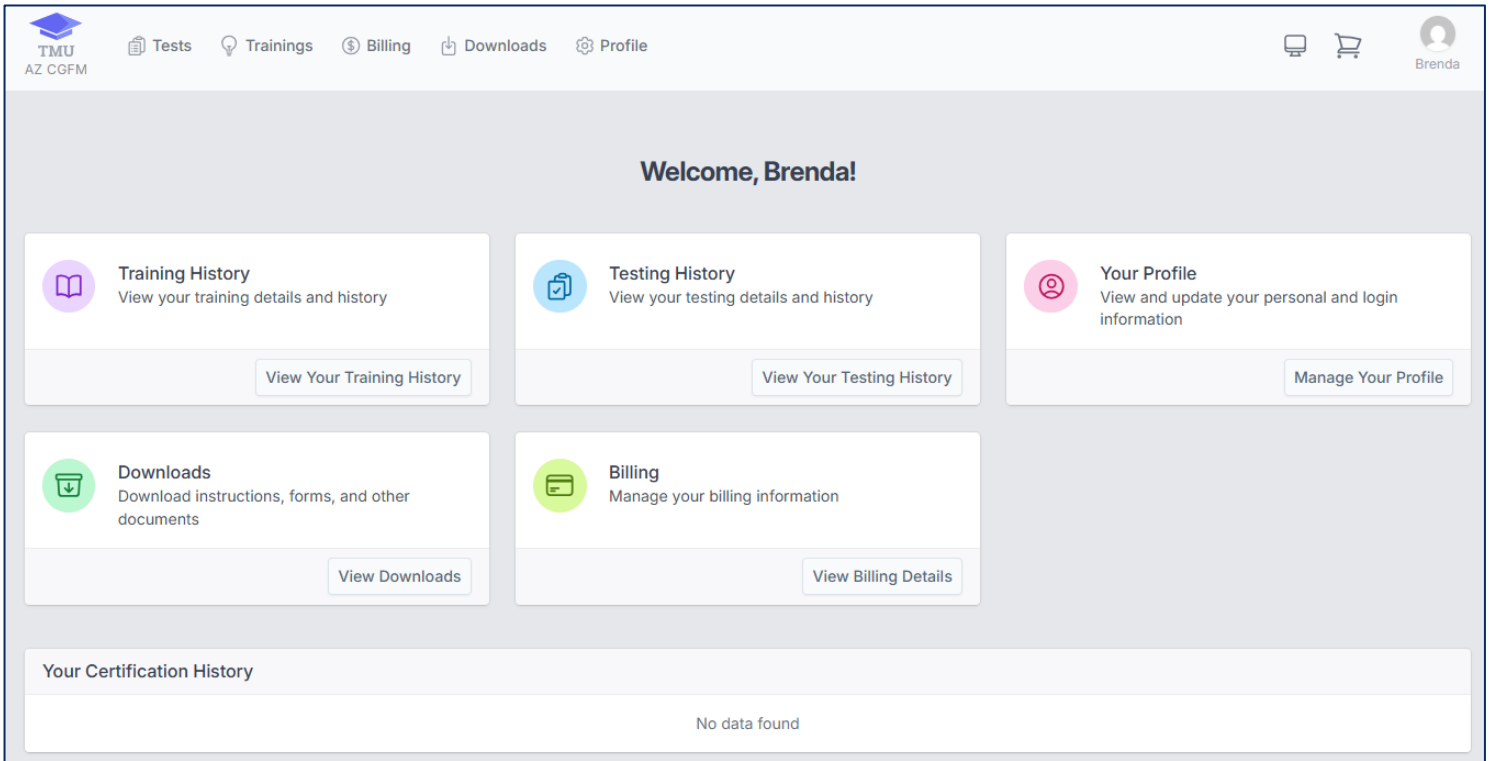 TMU
AZ CGFM
Tests
Trainings
Billing
Downloads
Profile
Brenda
Welcome, Brenda!
Training History
View your training details and history
View Your Training History
Testing History
View your testing details and history
View Your Testing History
Your Profile
View and update your personal and login
information
Manage Your Profile
Downloads
Download instructions, forms, and other
documents
View Downloads
Billing
Manage your billing information
View Billing Details
Your Certification History
No data found